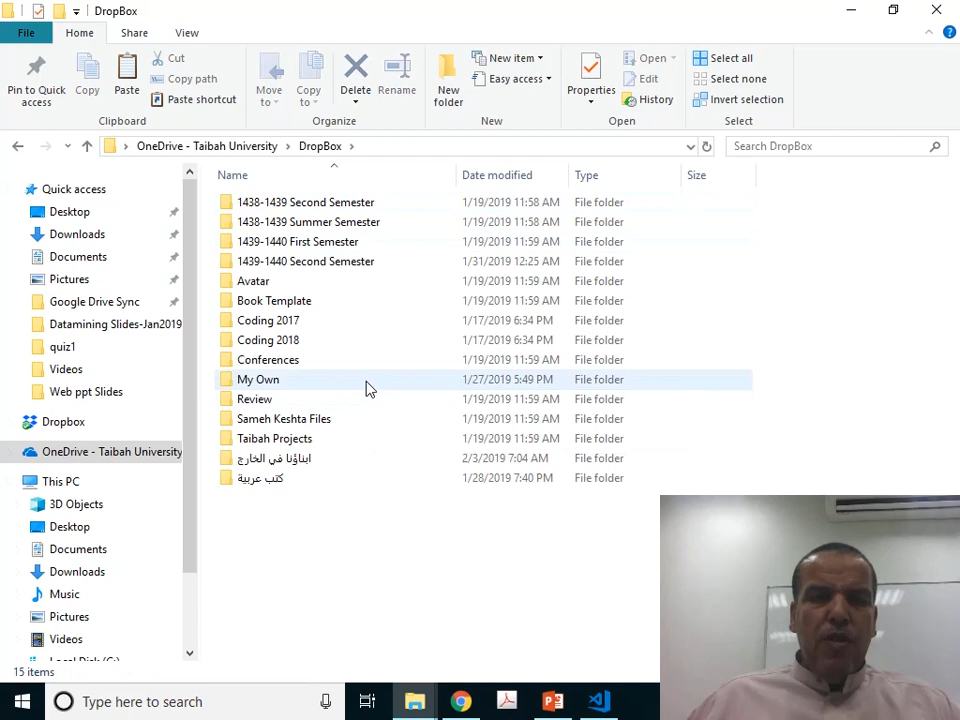 DropBox
File Home Share View
Pin to Quick access
Copy
Paste
Cut
Copy path
Paste shortcut
Clipboard
Move to
Copy to
Delete
Rename
Organize
New folder
New item
Easy access
New
Properties
Open
Edit
History
Open
Select all
Select none
Invert selection
Select
OneDrive - Taibah University > DropBox >
Search DropBox
Name Date modified Type Size
Quick access
Desktop
Downloads
Documents
Pictures
Google Drive Sync
Datamining Slides-Jan2019
quiz1
Videos
Web ppt Slides
Dropbox
OneDrive - Taibah University
This PC
3D Objects
Desktop
Documents
Downloads
Music
Pictures
Videos
1438-1439 Second Semester 1/19/2019 11:58 AM File folder
1438-1439 Summer Semester 1/19/2019 11:58 AM File folder
1439-1440 First Semester 1/19/2019 11:59 AM File folder
1439-1440 Second Semester 1/31/2019 12:25 AM File folder
Avatar 1/19/2019 11:59 AM File folder
Book Template 1/19/2019 11:59 AM File folder
Coding 2017 1/17/2019 6:34 PM File folder
Coding 2018 1/17/2019 6:34 PM File folder
Conferences 1/19/2019 11:59 AM File folder
My Own 1/27/2019 5:49 PM File folder
Review 1/19/2019 11:59 AM File folder
Sameh Keshta Files 1/19/2019 11:59 AM File folder
Taibah Projects 1/19/2019 11:59 AM File folder
ابناؤنا في الخارج 2/3/2019 7:04 AM File folder
كتب عربية 1/28/2019 7:40 PM File folder
15 items
Type here to search